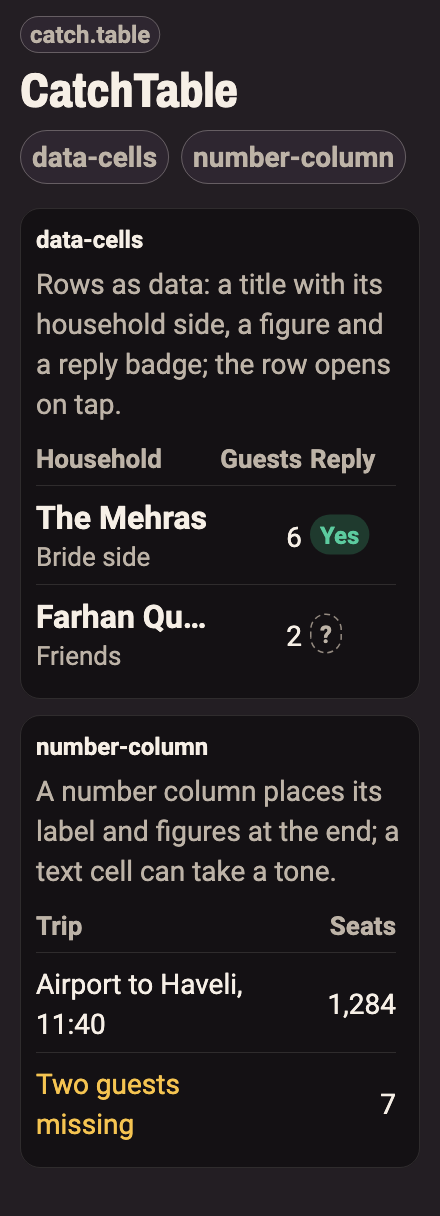 catch.table
CatchTable
data-cells number-column
data-cells
Rows as data: a title with its
household side, a figure and
a reply badge; the row opens
on tap.
Household Guests Reply
The Mehras
Bride side
6 Yes
Farhan Qu…
Friends
2 ?
number-column
A number column places its
label and figures at the end; a
text cell can take a tone.
Trip Seats
Airport to Haveli,
11:40
1,284
Two guests
missing
7